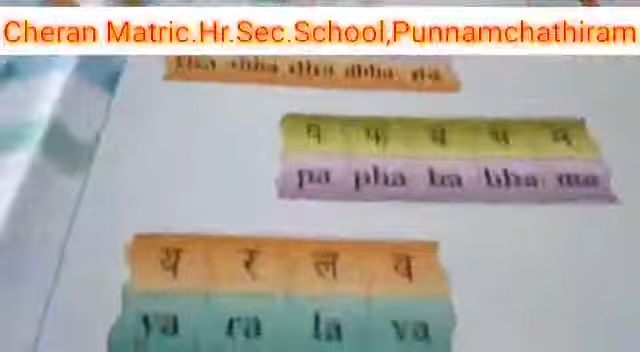 Cheran Matric.Hr.Sec.School,Punnamchathiram
प फ ब भ म
pa pha ba bha ma
य र ल व
ya ra la va